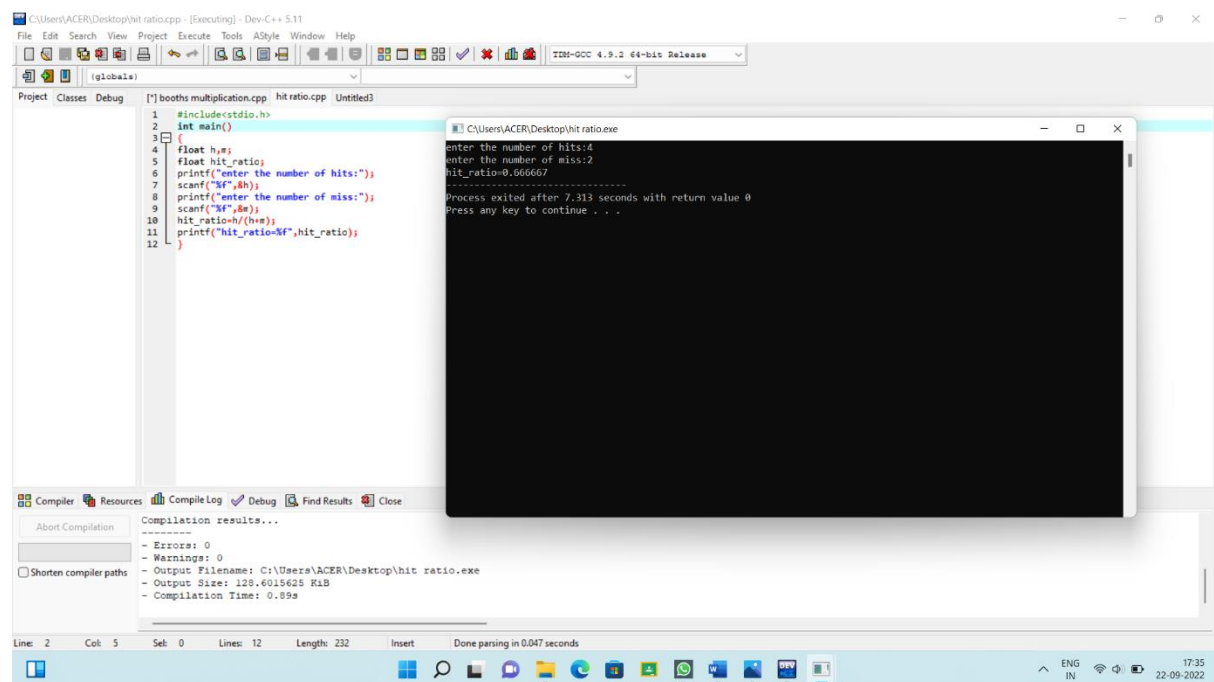 C:\Users\ACER\Desktop\hit ratio.cpp - [Executing] - Dev-C++ 5.11
File Edit Search View Project Execute Tools AStyle Window Help
TDM-GCC 4.9.2 64-bit Release
(globals)
Project Classes Debug
[*] booths multiplication.cpp hit ratio.cpp Untitled3
1 #include<stdio.h>
2 int main()
3 {
4 float h,m;
5 float hit_ratio;
6 printf("enter the number of hits:");
7 scanf("%f",&h);
8 printf("enter the number of miss:");
9 scanf("%f",&m);
10 hit_ratio=h/(h+m);
11 printf("hit_ratio=%f",hit_ratio);
12 }
C:\Users\ACER\Desktop\hit ratio.exe
enter the number of hits:4
enter the number of miss:2
hit_ratio=0.666667
--------------------------------
Process exited after 7.313 seconds with return value 0
Press any key to continue . . .
Compiler Resources Compile Log Debug Find Results Close
Abort Compilation
Shorten compiler paths
Compilation results...
--------
- Errors: 0
- Warnings: 0
- Output Filename: C:\Users\ACER\Desktop\hit ratio.exe
- Output Size: 128.6015625 KiB
- Compilation Time: 0.89s
Line: 2 Col: 5 Sel: 0 Lines: 12 Length: 232 Insert Done parsing in 0.047 seconds
DEV
ENG
IN
17:35
22-09-2022